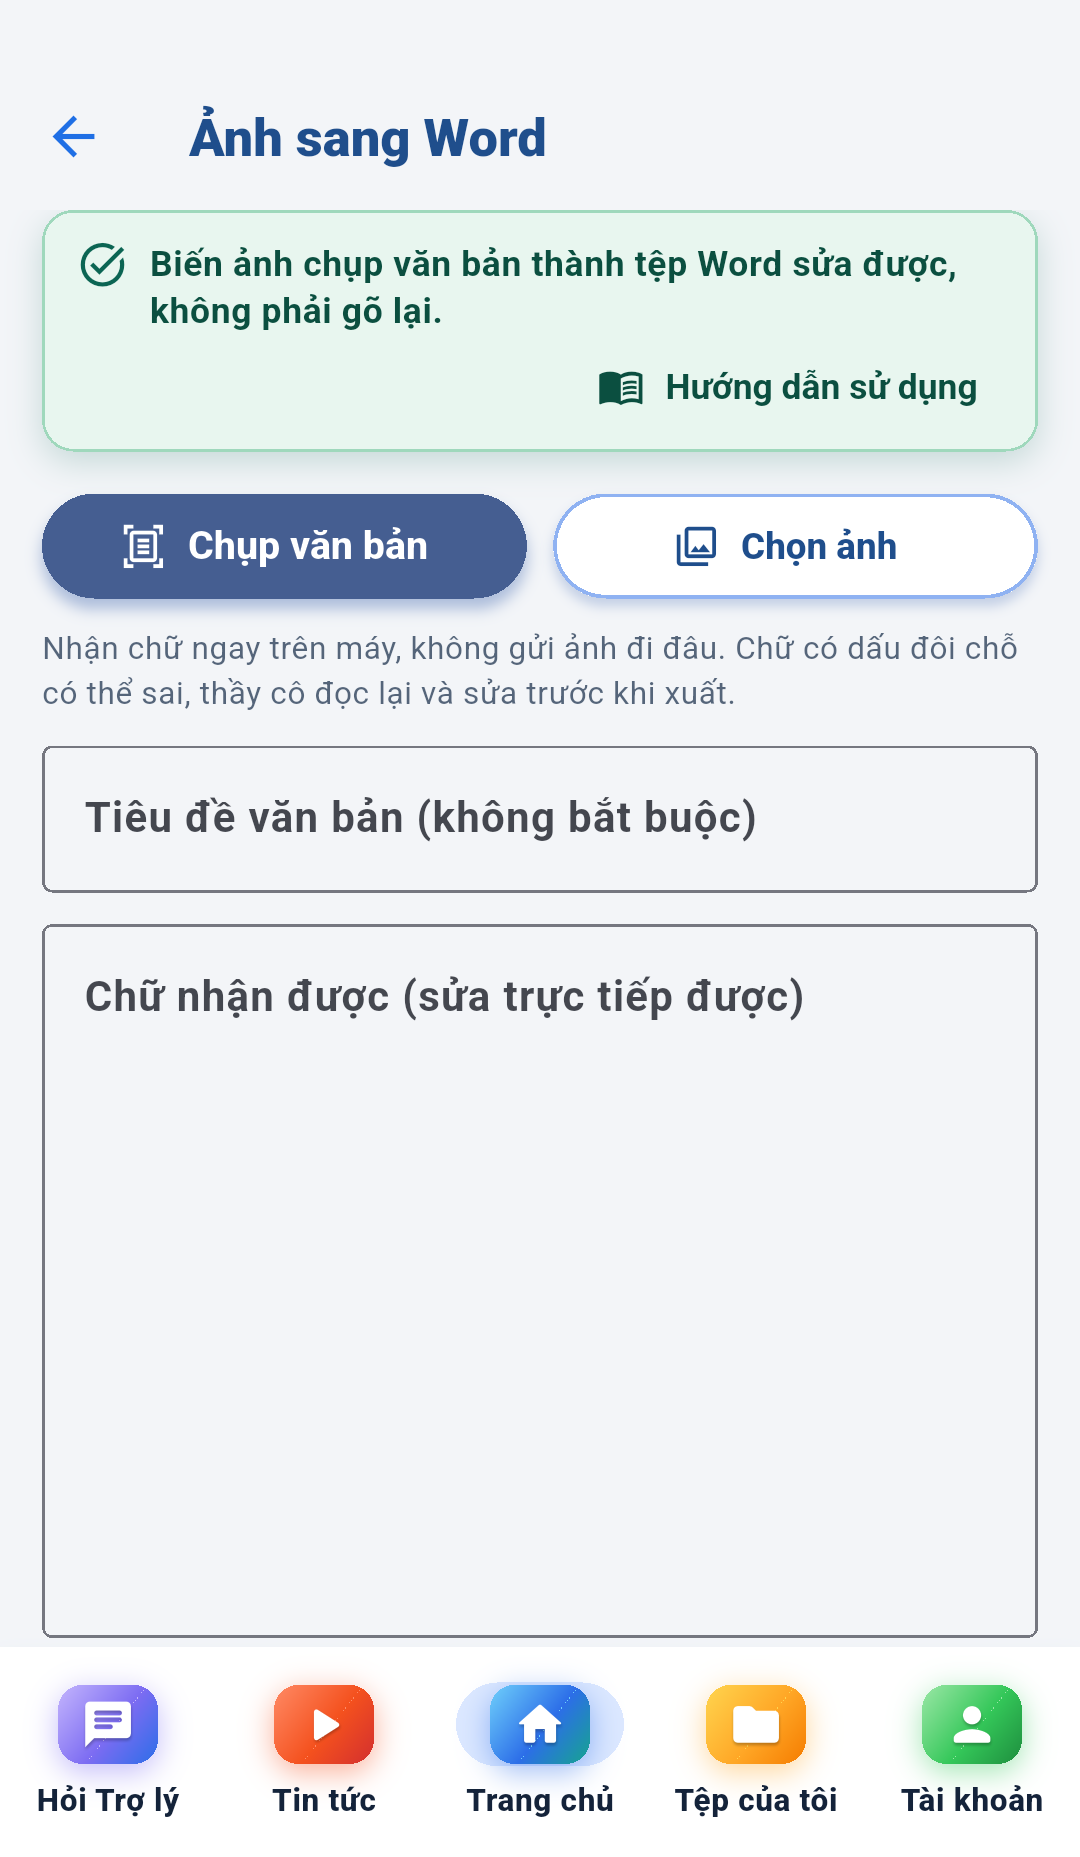 Ảnh sang Word
Biến ảnh chụp văn bản thành tệp Word sửa được,
không phải gõ lại.
Hướng dẫn sử dụng
Chụp văn bản
Chọn ảnh
Nhận chữ ngay trên máy, không gửi ảnh đi đâu. Chữ có dấu đôi chỗ
có thể sai, thầy cô đọc lại và sửa trước khi xuất.
Tiêu đề văn bản (không bắt buộc)
Chữ nhận được (sửa trực tiếp được)
Hỏi Trợ lý
Tin tức
Trang chủ
Tệp của tôi
Tài khoản